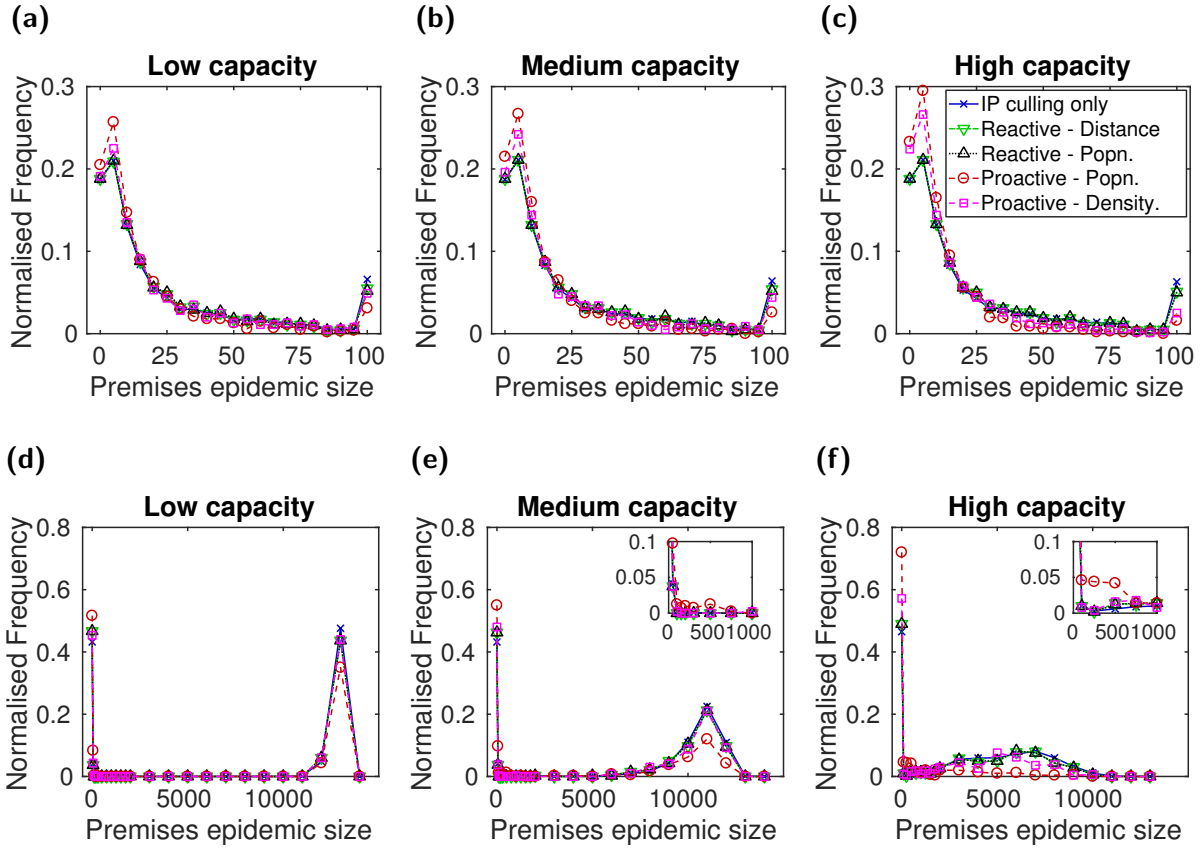 (a)
Low capacity
Normalised Frequency
0.3
0.2
0.1
0
0 25 50 75 100
Premises epidemic size
(b)
Medium capacity
Normalised Frequency
0.3
0.2
0.1
0
0 25 50 75 100
Premises epidemic size
(c)
High capacity
Normalised Frequency
0.3
0.2
0.1
0
0 25 50 75 100
Premises epidemic size
IP culling only
Reactive - Distance
Reactive - Popn.
Proactive - Popn.
Proactive - Density.
(d)
Low capacity
Normalised Frequency
0.8
0.6
0.4
0.2
0
0 5000 10000
Premises epidemic size
(e)
Medium capacity
Normalised Frequency
0.8
0.6
0.4
0.2
0
0 5000 10000
Premises epidemic size
0.1
0.05
0
0 500 1000
(f)
High capacity
Normalised Frequency
0.8
0.6
0.4
0.2
0
0 5000 10000
Premises epidemic size
0.1
0.05
0
0 500 1000